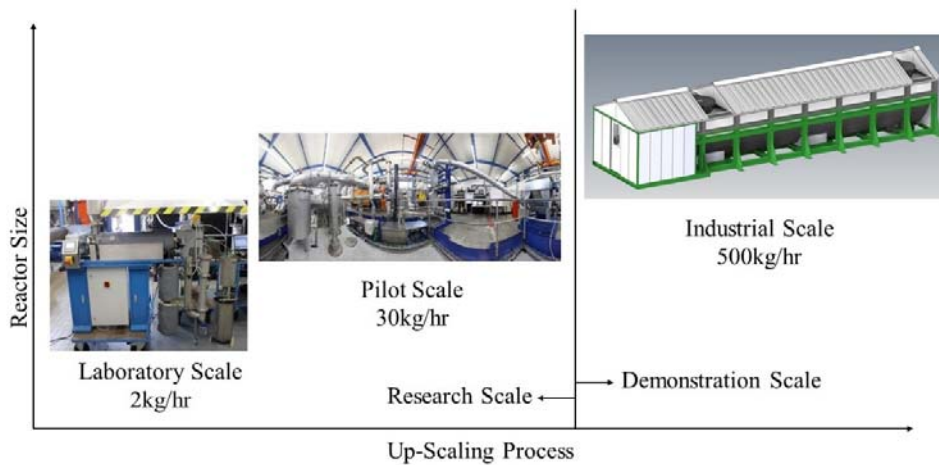 Reactor Size
Laboratory Scale
2kg/hr
Pilot Scale
30kg/hr
Industrial Scale
500kg/hr
Research Scale
Demonstration Scale
Up-Scaling Process